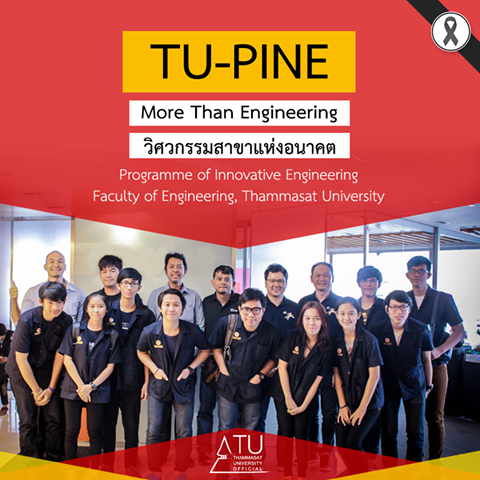 TU-PINE
More Than Engineering
วิศวกรรมสาขาแห่งอนาคต
Programme of Innovative Engineering
Faculty of Engineering, Thammasat University
ATU
THAMMASAT
UNIVERSITY
OFFICIAL